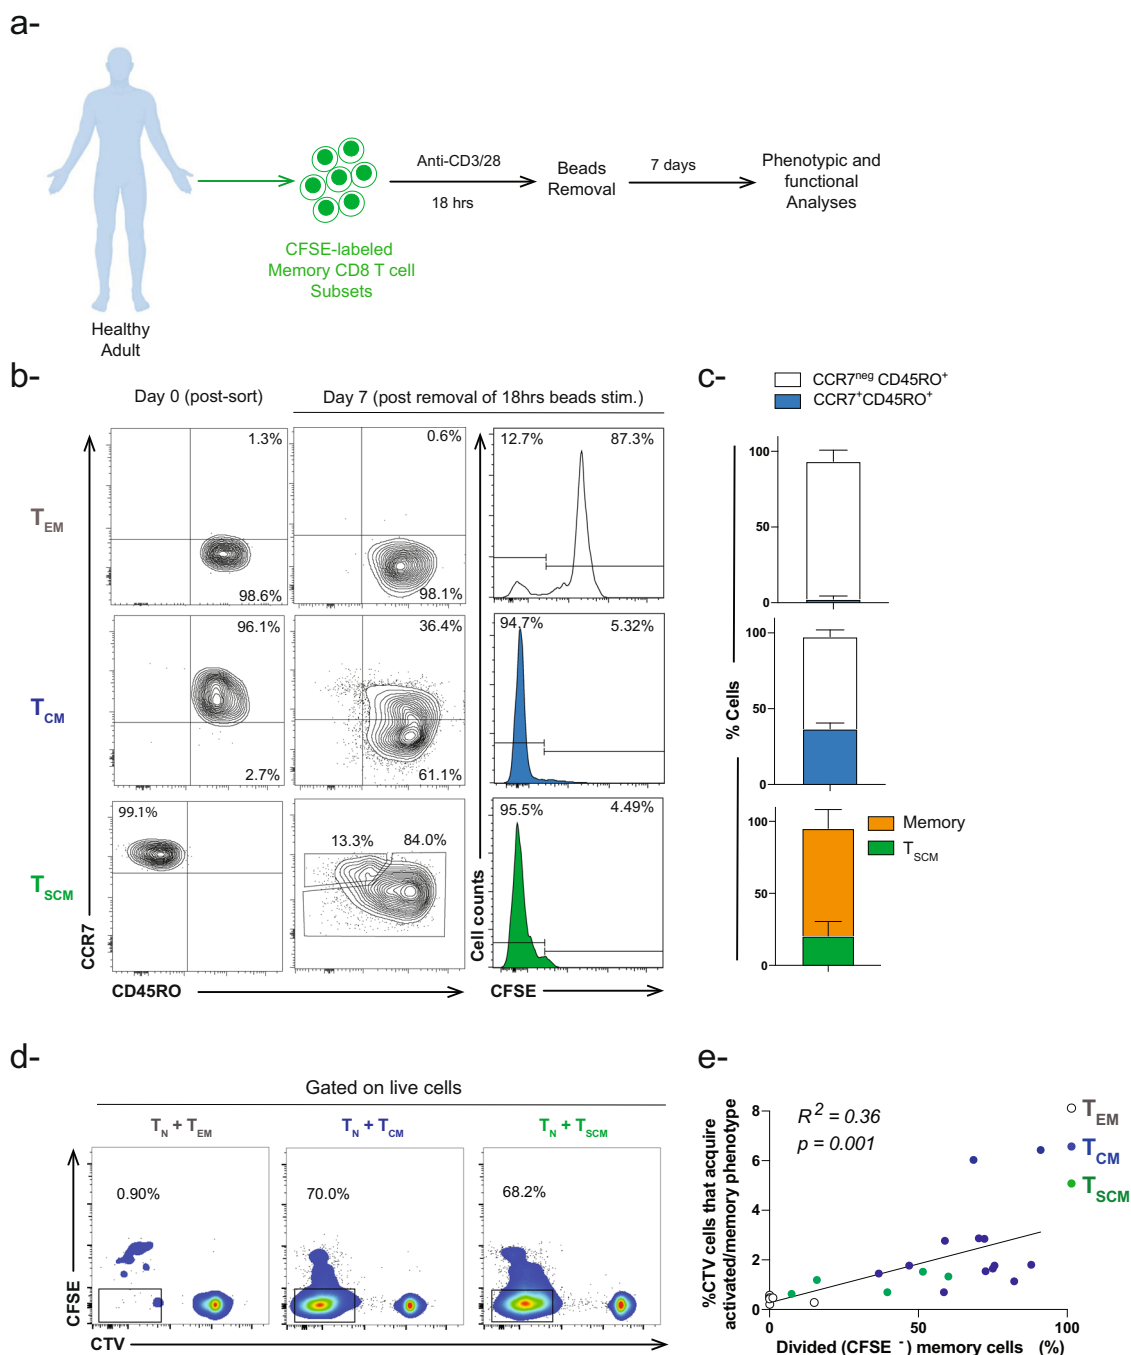 a-
Anti-CD3/28
18 hrs
Beads
Removal
7 days
Phenotypic and
functional
Analyses
CFSE-labeled
Memory CD8 T cell
Subsets
Healthy
Adult
b-
Day 0 (post-sort)
Day 7 (post removal of 18hrs beads stim.)
TEM
1.3%
98.6%
0.6%
98.1%
12.7%
87.3%
TCM
96.1%
2.7%
36.4%
61.1%
94.7%
5.32%
TSCM
99.1%
13.3%
84.0%
95.5%
4.49%
CCR7
CD45RO
Cell counts
CFSE
c-
CCR7neg CD45RO+
CCR7+CD45RO+
100
50
0
100
50
0
100
50
0
% Cells
Memory
TSCM
d-
Gated on live cells
TN + TEM
TN + TCM
TN + TSCM
0.90%
70.0%
68.2%
CFSE
CTV
e-
R2 = 0.36
p = 0.001
TEM
TCM
TSCM
8
6
4
2
0
0
50
100
%CTV cells that acquire
activated/memory phenotype
Divided (CFSE -) memory cells (%)